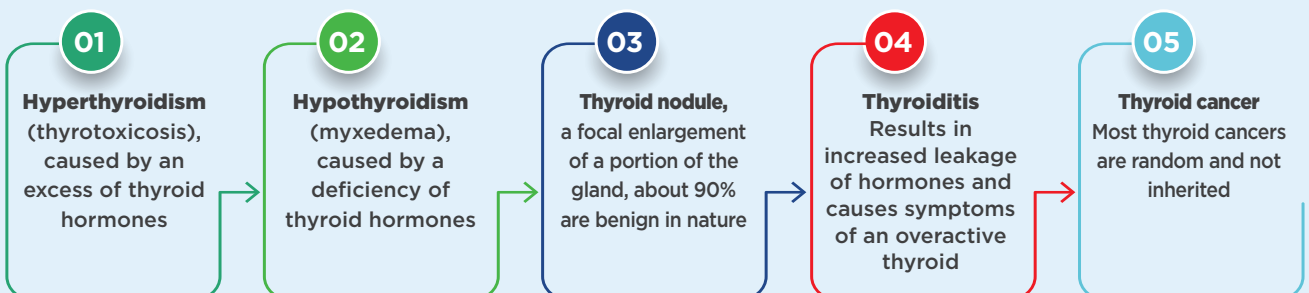 01
Hyperthyroidism
(thyrotoxicosis),
caused by an
excess of thyroid
hormones
02
Hypothyroidism
(myxedema),
caused by a
deficiency of
thyroid hormones
03
Thyroid nodule,
a focal enlargement
of a portion of the
gland, about 90%
are benign in nature
04
Thyroiditis
Results in
increased leakage
of hormones and
causes symptoms
of an overactive
thyroid
05
Thyroid cancer
Most thyroid cancers
are random and not
inherited